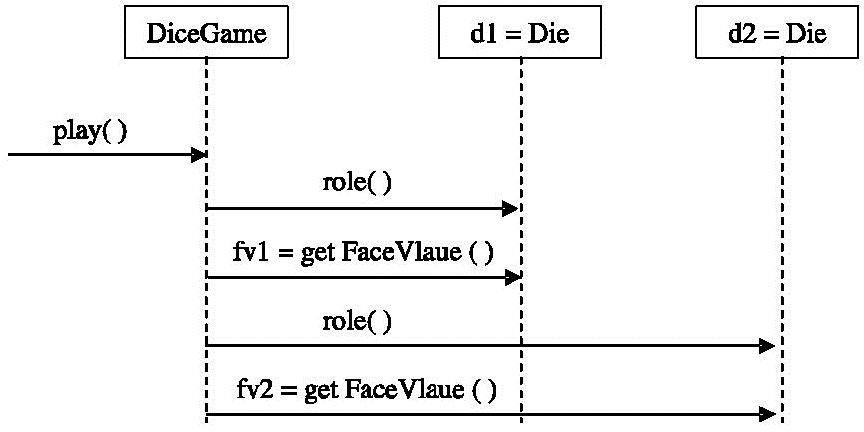 DiceGame
d1 = Die
d2 = Die
play( )
role( )
fv1 = get FaceVlaue ( )
role( )
fv2 = get FaceVlaue ( )